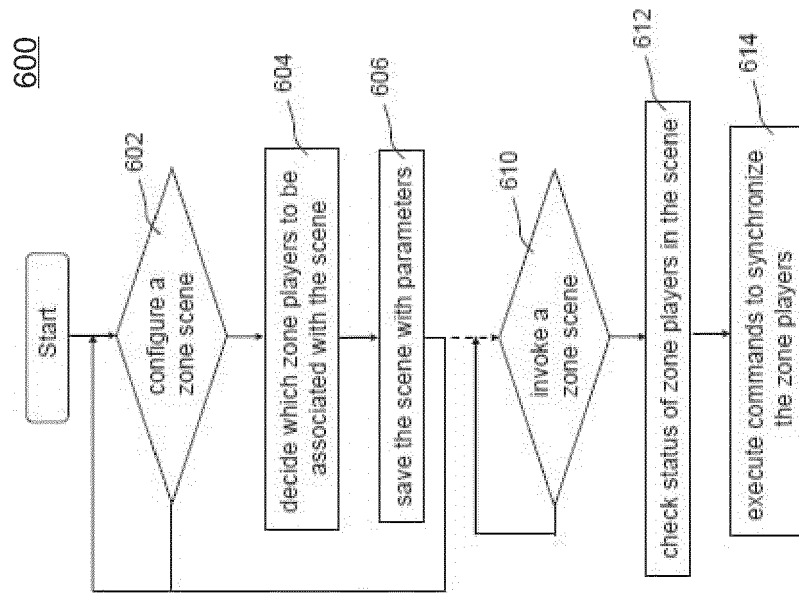 600
Start
602
configure a
zone scene
604
decide which zone players to be
associated with the scene
606
save the scene with parameters
610
invoke a
zone scene
612
check status of zone players in the scene
614
execute commands to synchronize
the zone players